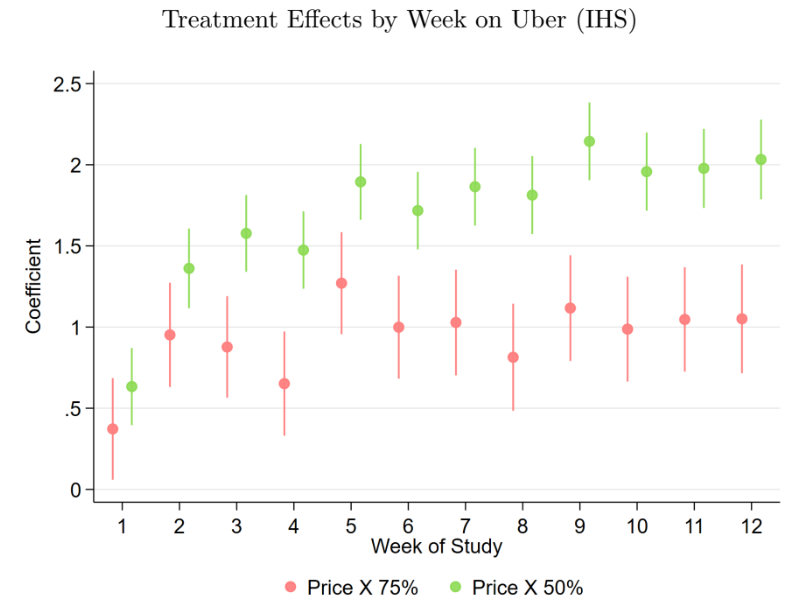 Treatment Effects by Week on Uber (IHS)
2.5
2
1.5
1
.5
0
Coefficient
1 2 3 4 5 6 7 8 9 10 11 12
Week of Study
Price X 75% Price X 50%